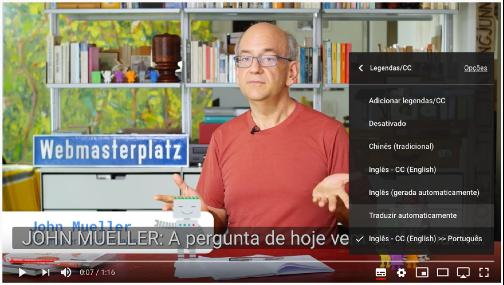 Legendas/CC
Opções
Adicionar legendas/CC
Desativado
Chinês (tradicional)
Inglês - CC (English)
Inglês (gerada automaticamente)
Traduzir automaticamente
Inglês - CC (English) >> Português
Webmasterplatz
John Mueller
JOHN MUELLER: A pergunta de hoje ve
0:07 / 1:16